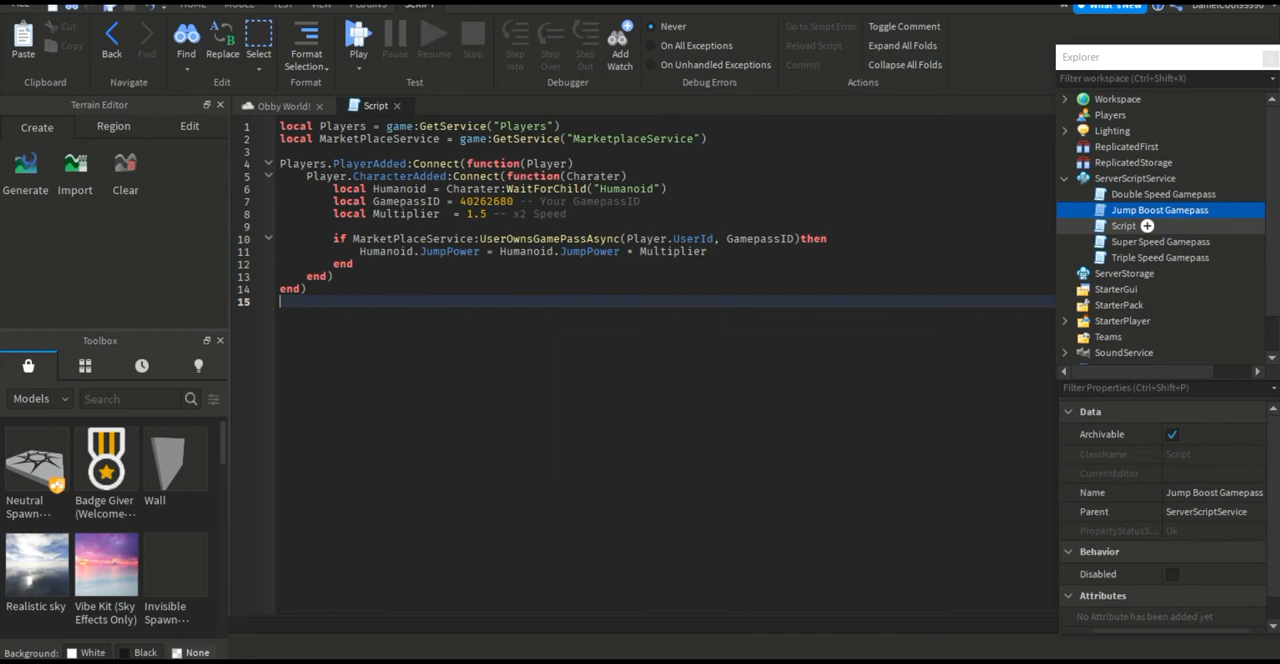 HOME MODEL TEST VIEW PLUGINS SCRIPT
What's New
Cut
Copy
Paste
Back
Fwd
Find
Replace
Select
Format
Selection
Play
Pause
Resume
Stop
Step
Into
Step
Over
Step
Out
Add
Watch
Never
On All Exceptions
On Unhandled Exceptions
Go to Script Error
Reload Script
Commit
Toggle Comment
Expand All Folds
Collapse All Folds
Clipboard
Navigate
Edit
Format
Test
Debugger
Debug Errors
Actions
Terrain Editor
Create
Region
Edit
Generate
Import
Clear
Toolbox
Models
Search
Neutral
Spawn…
Badge Giver
(Welcome…
Wall
Realistic sky
Vibe Kit (Sky
Effects Only)
Invisible
Spawn…
Background: White Black None
Obby World!
Script
1 local Players = game:GetService("Players")
2 local MarketPlaceService = game:GetService("MarketplaceService")
3
4 Players.PlayerAdded:Connect(function(Player)
5 Player.CharacterAdded:Connect(function(Charater)
6 local Humanoid = Charater:WaitForChild("Humanoid")
7 local GamepassID = 40262680 -- Your GamepassID
8 local Multiplier  = 1.5 -- x2 Speed
9
10 if MarketPlaceService:UserOwnsGamePassAsync(Player.UserId, GamepassID)then
11 Humanoid.JumpPower = Humanoid.JumpPower * Multiplier
12 end
13 end)
14 end)
15
Explorer
Filter workspace (Ctrl+Shift+X)
Workspace
Players
Lighting
ReplicatedFirst
ReplicatedStorage
ServerScriptService
Double Speed Gamepass
Jump Boost Gamepass
Script
Super Speed Gamepass
Triple Speed Gamepass
ServerStorage
StarterGui
StarterPack
StarterPlayer
Teams
SoundService
Filter Properties (Ctrl+Shift+P)
Data
Archivable
ClassName Script
CurrentEditor
Name Jump Boost Gamepass
Parent ServerScriptService
PropertyStatusS… Ok
Behavior
Disabled
Attributes
No Attribute has been added yet